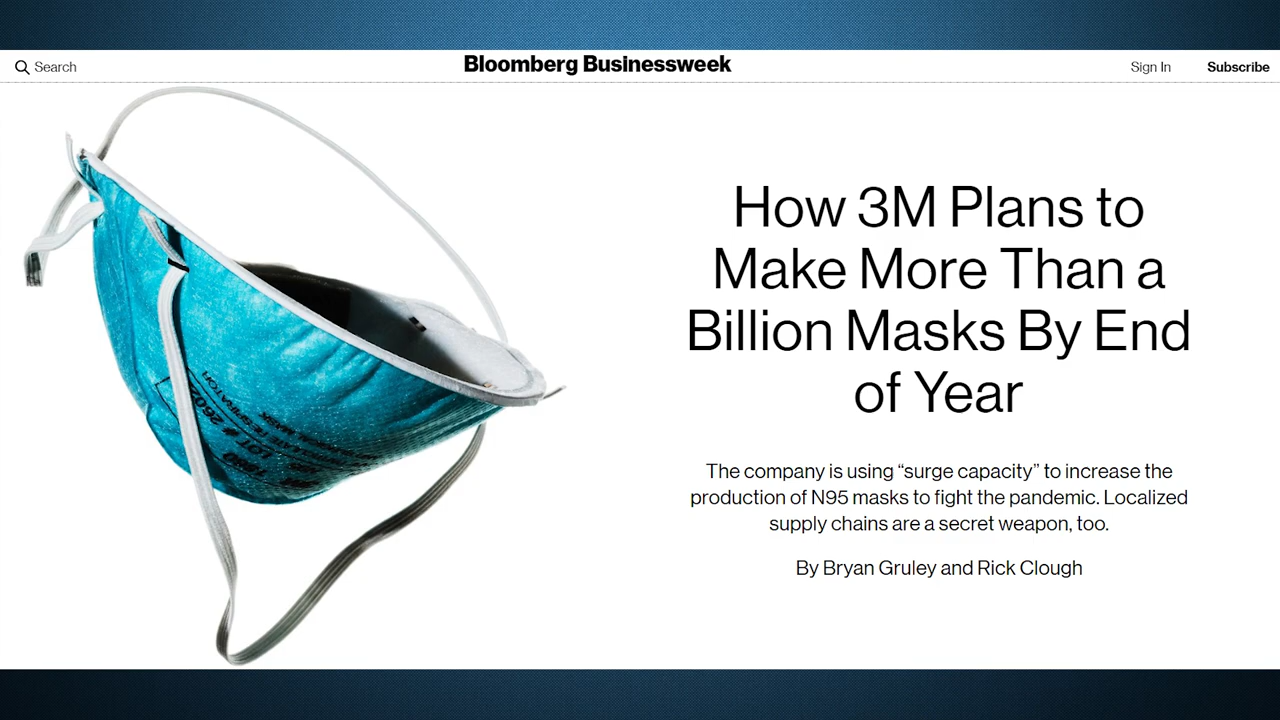 Search
Bloomberg Businessweek
Sign In
Subscribe
How 3M Plans to
Make More Than a
Billion Masks By End
of Year
The company is using “surge capacity” to increase the
production of N95 masks to fight the pandemic. Localized
supply chains are a secret weapon, too.
By Bryan Gruley and Rick Clough
LOT #